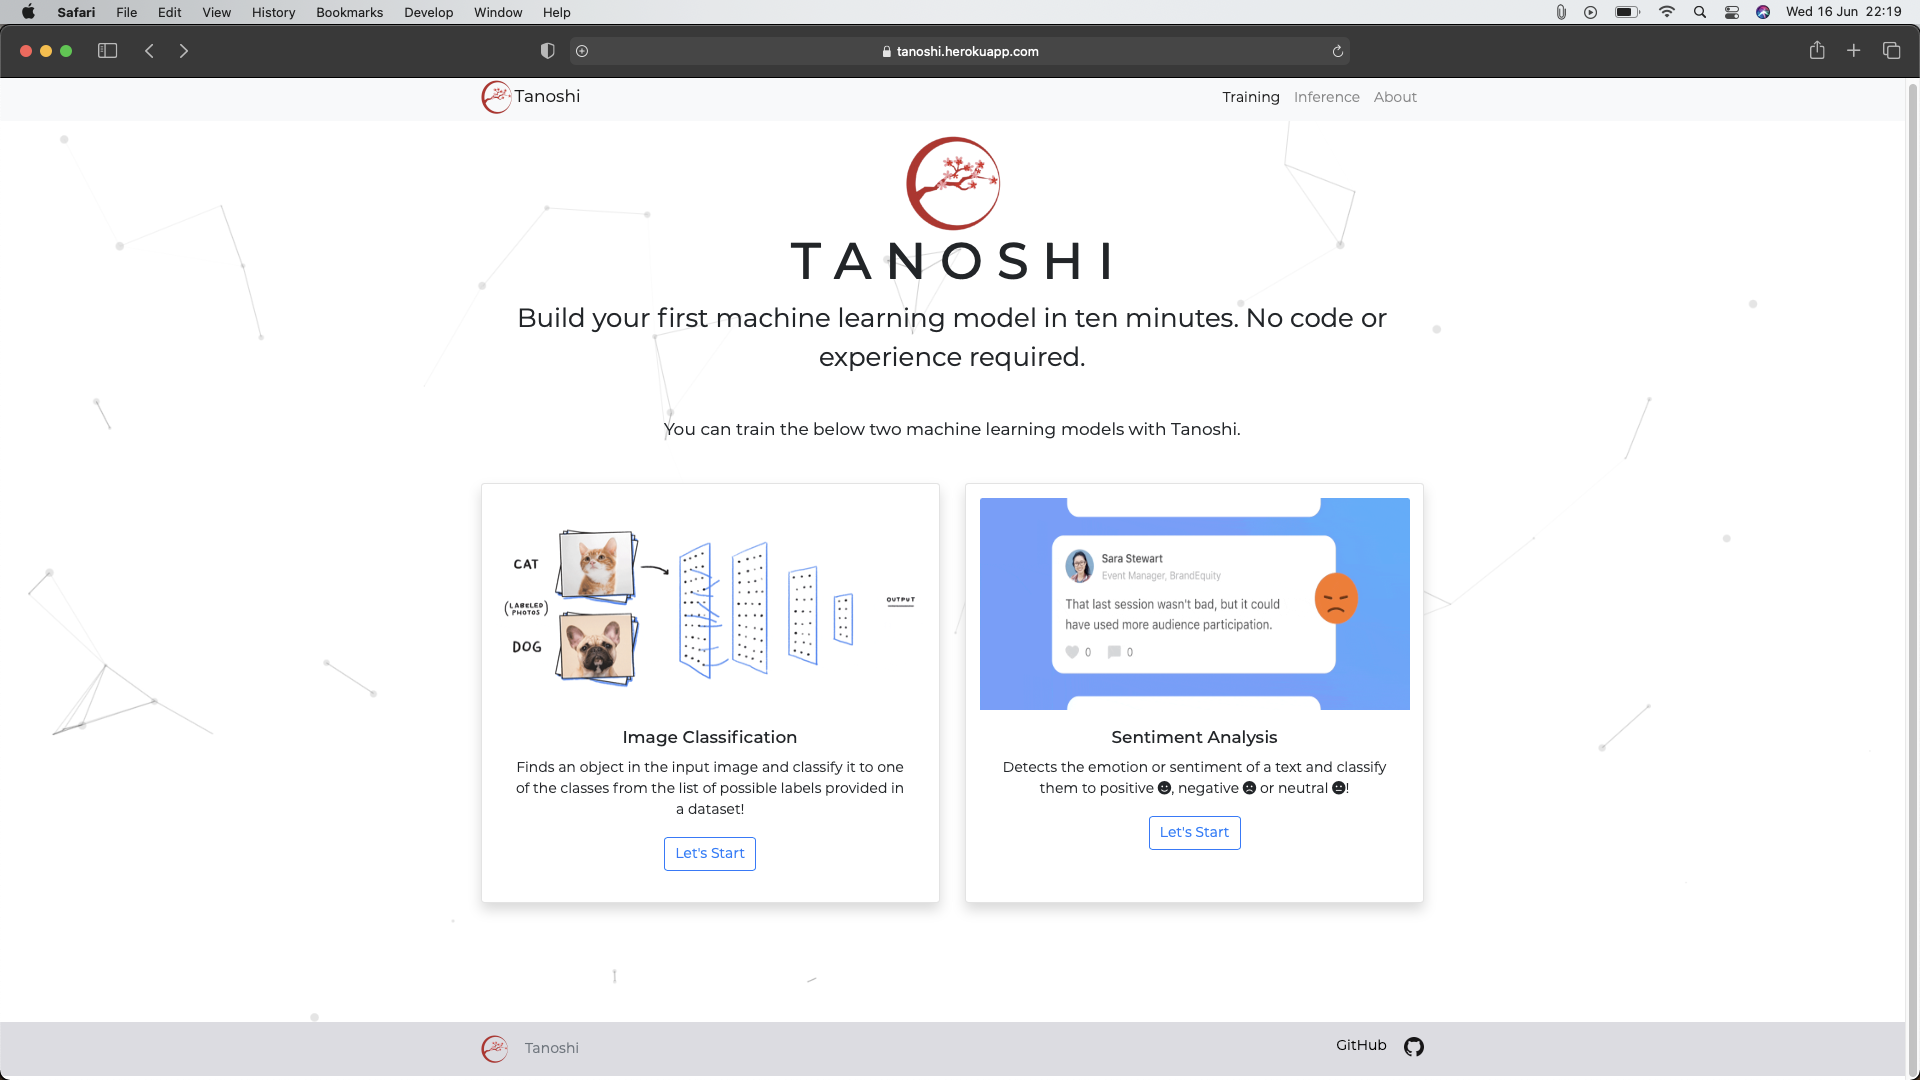 Safari File Edit View History Bookmarks Develop Window Help Wed 16 Jun 22:19
tanoshi.herokuapp.com
Tanoshi Training Inference About
TANOSHI
Build your first machine learning model in ten minutes. No code or
experience required.
You can train the below two machine learning models with Tanoshi.
CAT
(LABELED
PHOTOS)
DOG
OUTPUT
Image Classification
Finds an object in the input image and classify it to one
of the classes from the list of possible labels provided in
a dataset!
Let's Start
Sara Stewart
Event Manager, BrandEquity
That last session wasn't bad, but it could
have used more audience participation.
0 0
Sentiment Analysis
Detects the emotion or sentiment of a text and classify
them to positive , negative or neutral !
Let's Start
Tanoshi GitHub